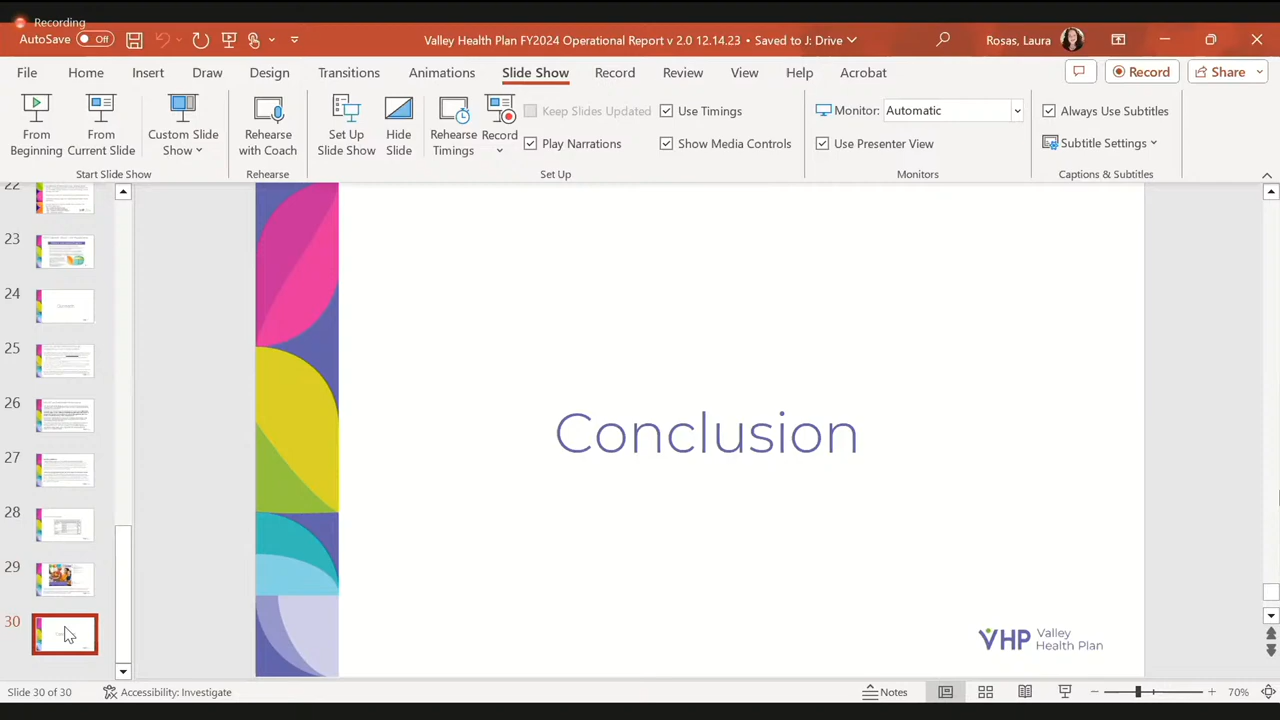 Recording
AutoSave Off
Valley Health Plan FY2024 Operational Report v 2.0 12.14.23 • Saved to J: Drive
Rosas, Laura
File Home Insert Draw Design Transitions Animations Slide Show Record Review View Help Acrobat
Record Share
From Beginning
From Current Slide
Custom Slide Show
Start Slide Show
Rehearse with Coach
Rehearse
Set Up Slide Show
Hide Slide
Rehearse Timings
Record
Keep Slides Updated
Use Timings
Play Narrations
Show Media Controls
Set Up
Monitor: Automatic
Use Presenter View
Monitors
Always Use Subtitles
Subtitle Settings
Captions & Subtitles
22
23
24
25
26
27
28
29
30
Conclusion
VHP Valley
Health Plan
Slide 30 of 30 Accessibility: Investigate Notes 70%